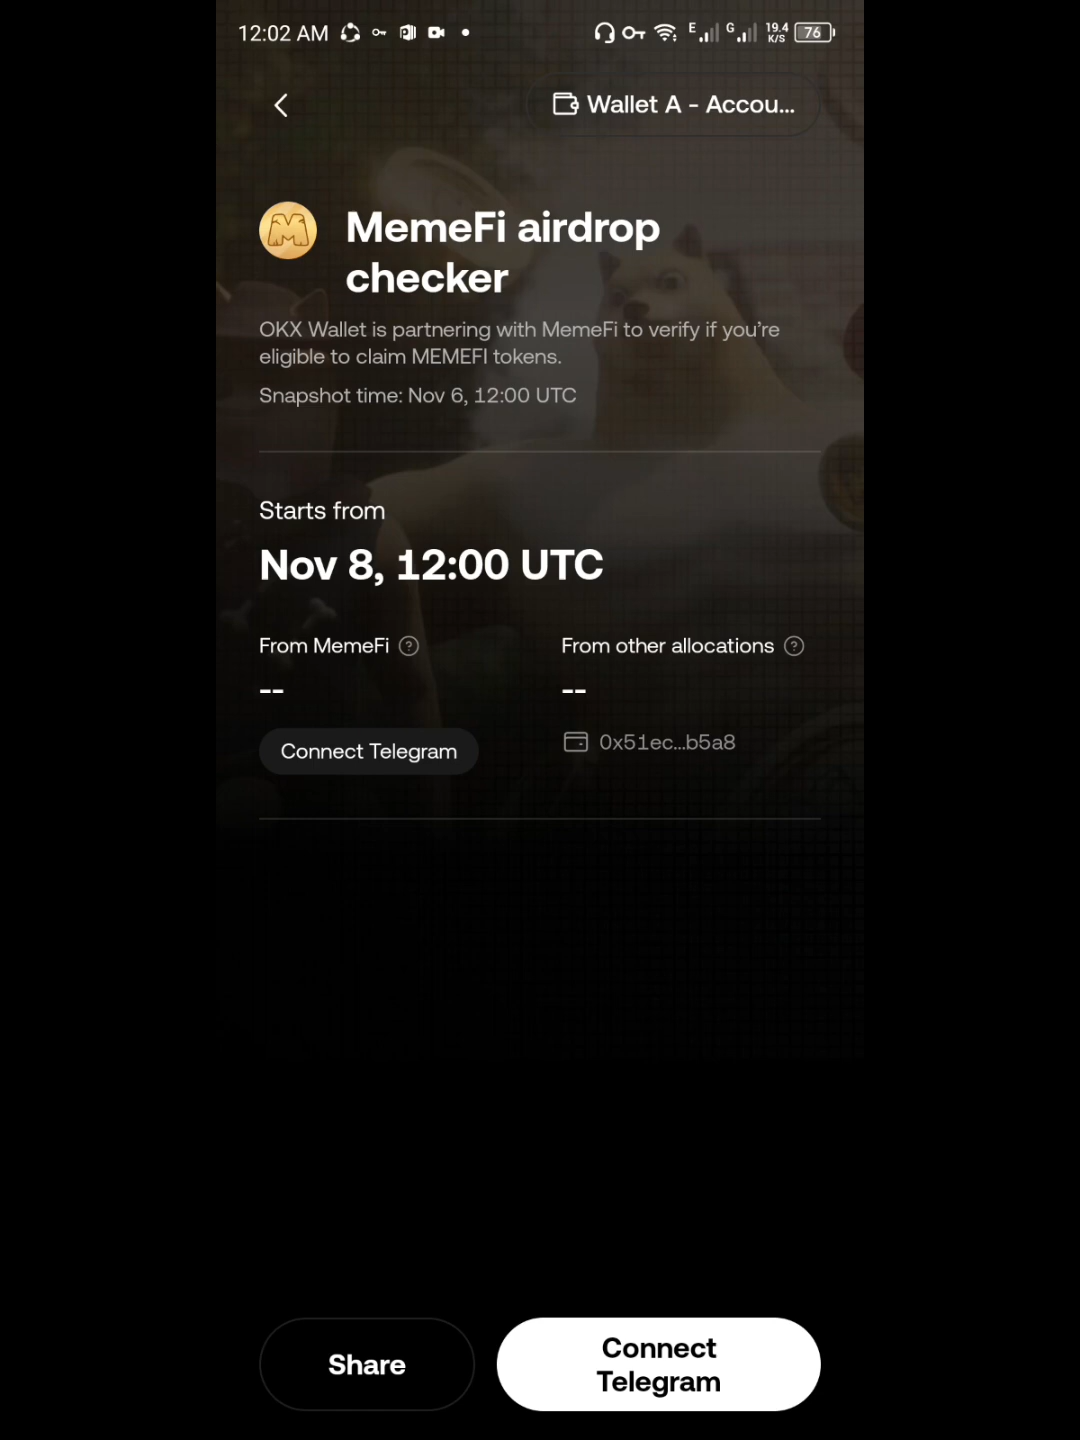 12:02 AM
E G 19.4 K/S 76
Wallet A - Accou...
MemeFi airdrop
checker
OKX Wallet is partnering with MemeFi to verify if you’re
eligible to claim MEMEFI tokens.
Snapshot time: Nov 6, 12:00 UTC
Starts from
Nov 8, 12:00 UTC
From MemeFi ?
From other allocations ?
--
--
Connect Telegram
0x51ec...b5a8
Share
Connect
Telegram